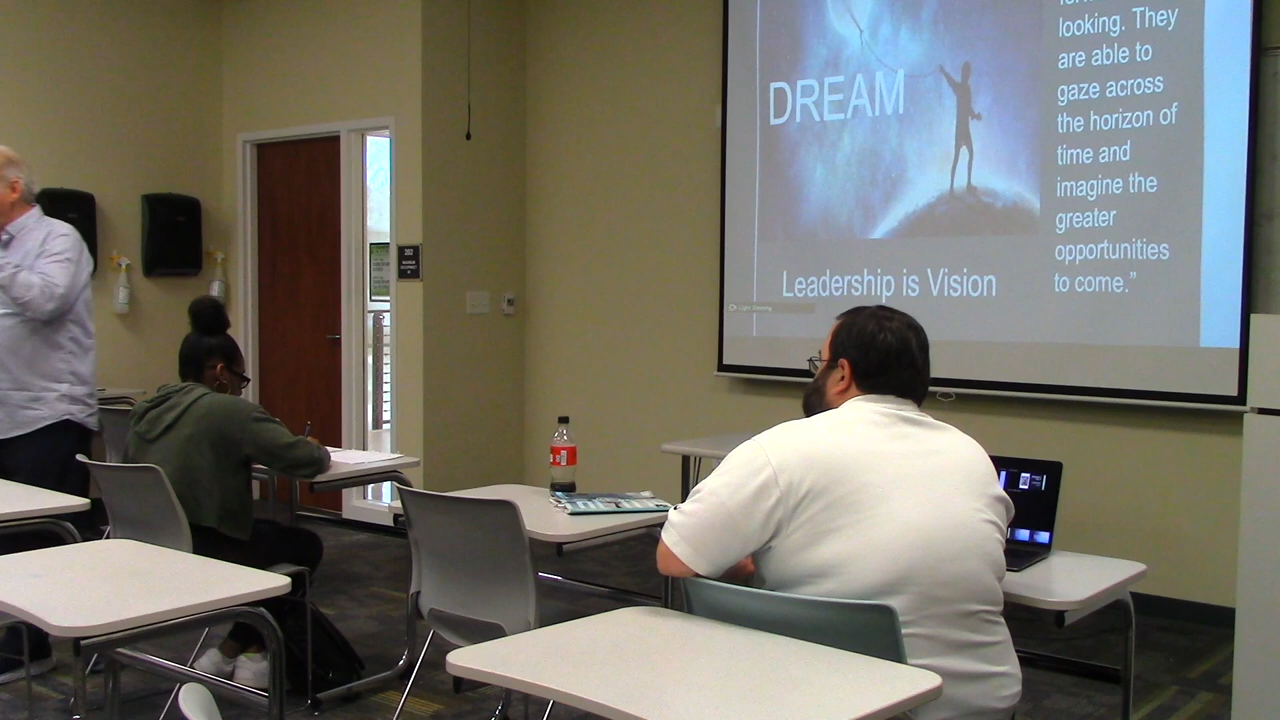 DREAM
Leadership is Vision
looking. They
are able to
gaze across
the horizon of
time and
imagine the
greater
opportunities
to come.”